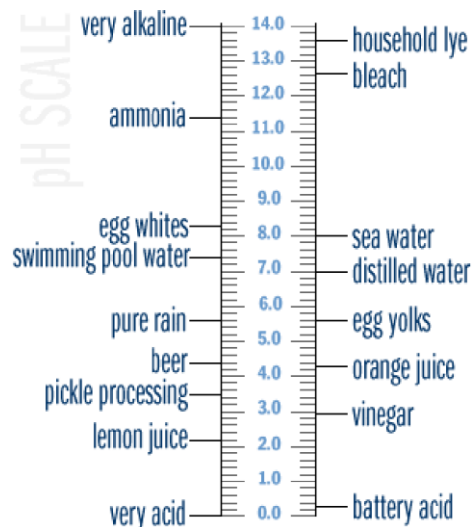 pH SCALE
very alkaline
ammonia
egg whites
swimming pool water
pure rain
beer
pickle processing
lemon juice
very acid
14.0
13.0
12.0
11.0
10.0
9.0
8.0
7.0
6.0
5.0
4.0
3.0
2.0
1.0
0.0
household lye
bleach
sea water
distilled water
egg yolks
orange juice
vinegar
battery acid